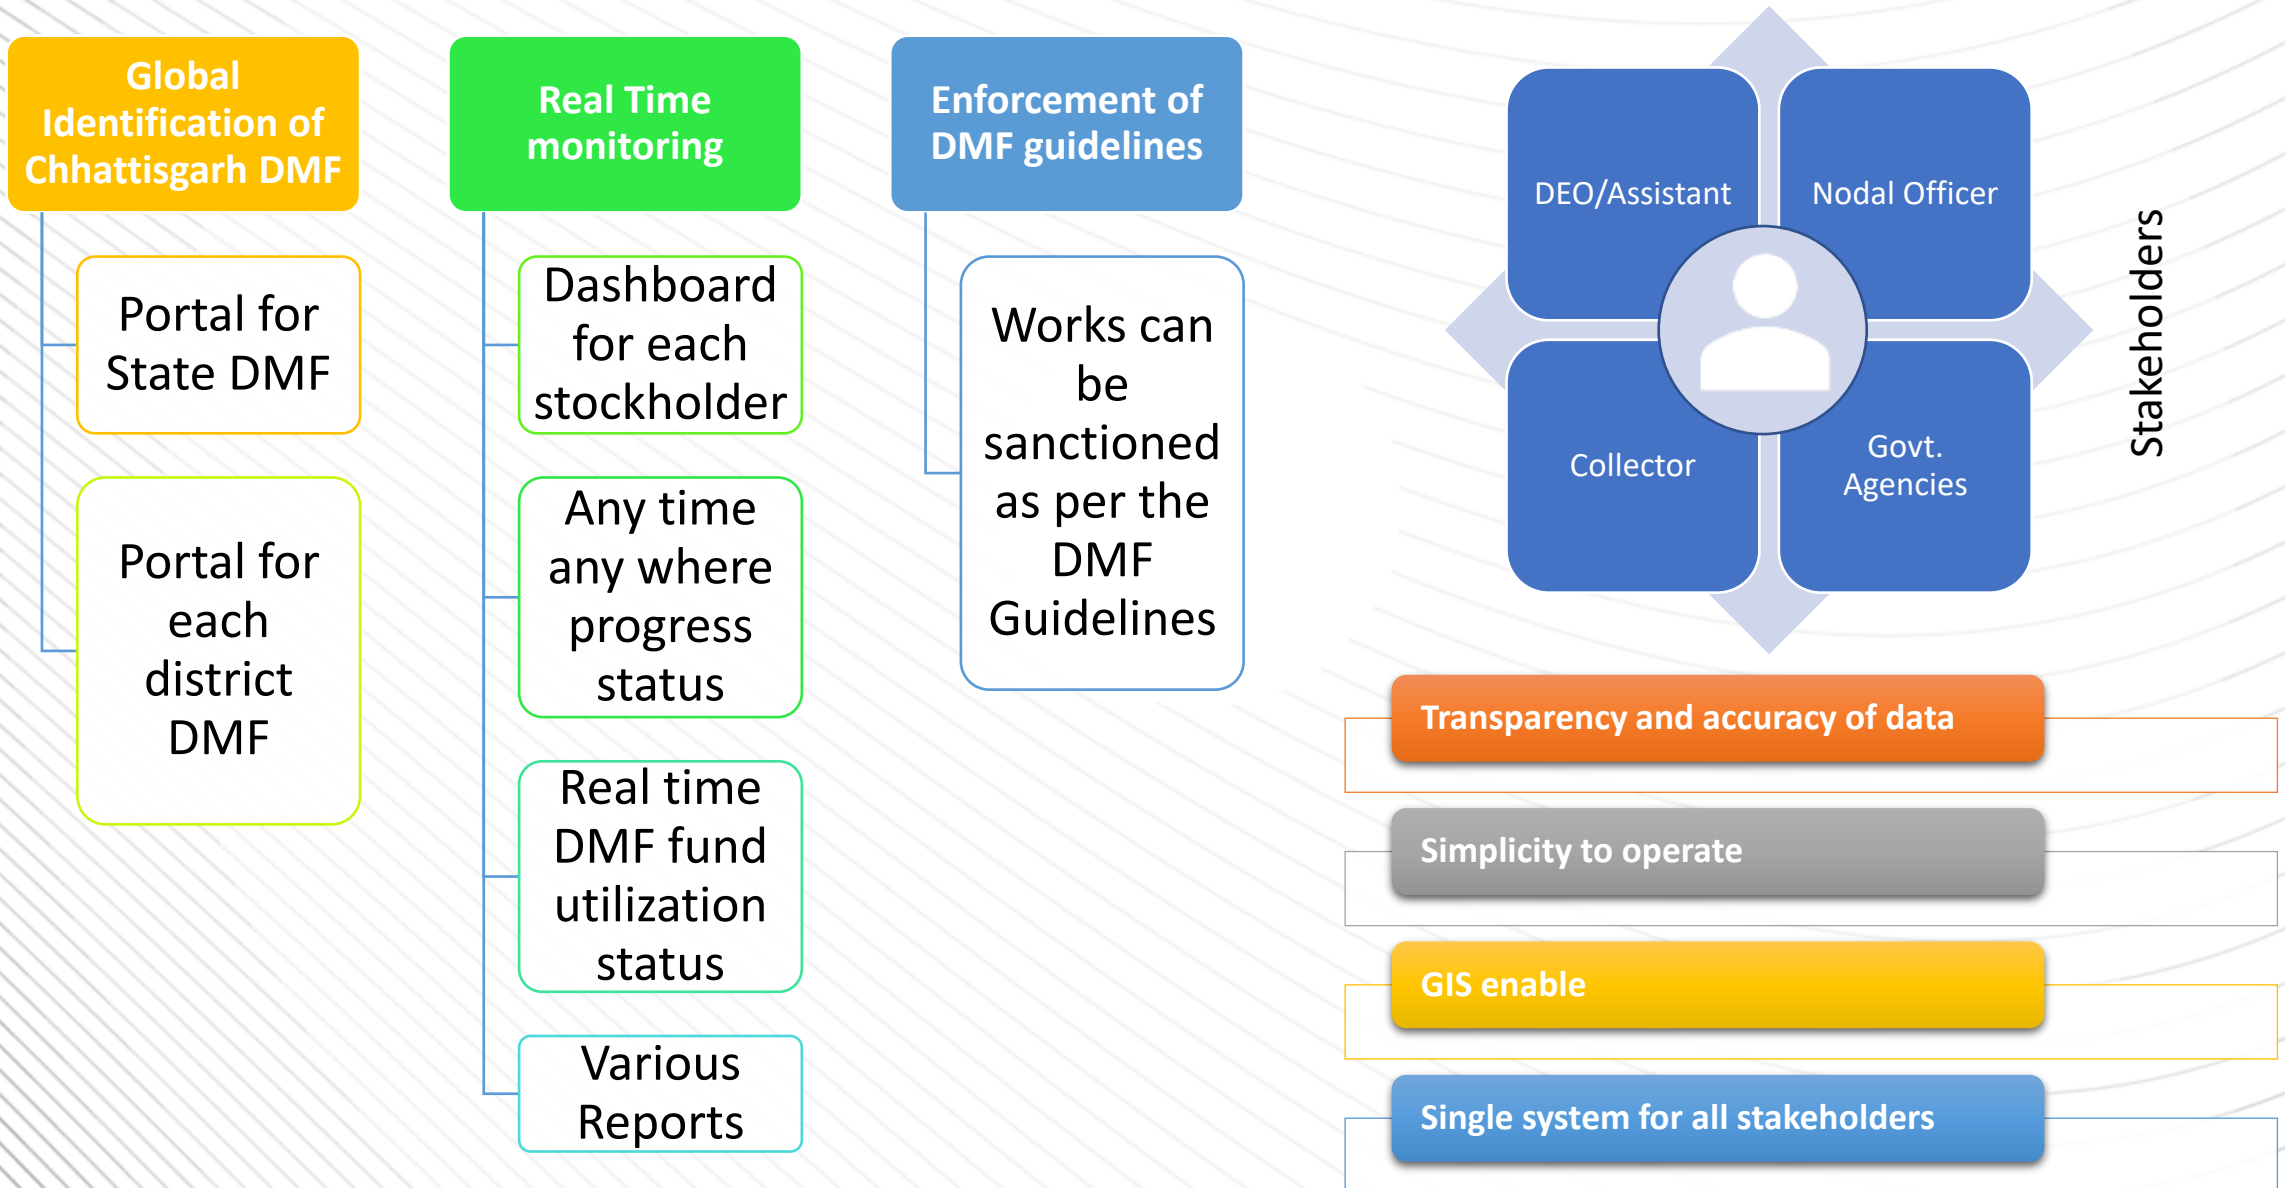 Global
Identification of
Chhattisgarh DMF
Portal for
State DMF
Portal for
each
district
DMF
Real Time
monitoring
Dashboard
for each
stockholder
Any time
any where
progress
status
Real time
DMF fund
utilization
status
Various
Reports
Enforcement of
DMF guidelines
Works can
be
sanctioned
as per the
DMF
Guidelines
DEO/Assistant
Nodal Officer
Collector
Govt.
Agencies
Stakeholders
Transparency and accuracy of data
Simplicity to operate
GIS enable
Single system for all stakeholders